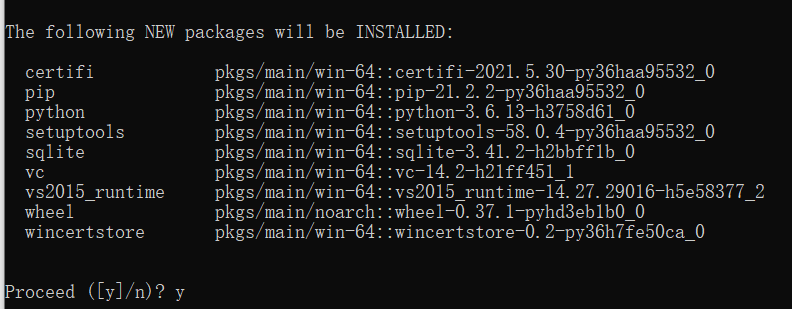 The following NEW packages will be INSTALLED:
certifi pkgs/main/win-64::certifi-2021.5.30-py36haa95532_0
pip pkgs/main/win-64::pip-21.2.2-py36haa95532_0
python pkgs/main/win-64::python-3.6.13-h3758d61_0
setuptools pkgs/main/win-64::setuptools-58.0.4-py36haa95532_0
sqlite pkgs/main/win-64::sqlite-3.41.2-h2bbff1b_0
vc pkgs/main/win-64::vc-14.2-h21ff451_1
vs2015_runtime pkgs/main/win-64::vs2015_runtime-14.27.29016-h5e58377_2
wheel pkgs/main/noarch::wheel-0.37.1-pyhd3eb1b0_0
wincertstore pkgs/main/win-64::wincertstore-0.2-py36h7fe50ca_0
Proceed ([y]/n)? y